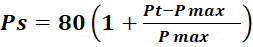 Ps = 80 (1 + (Pt−P max)/(P max))